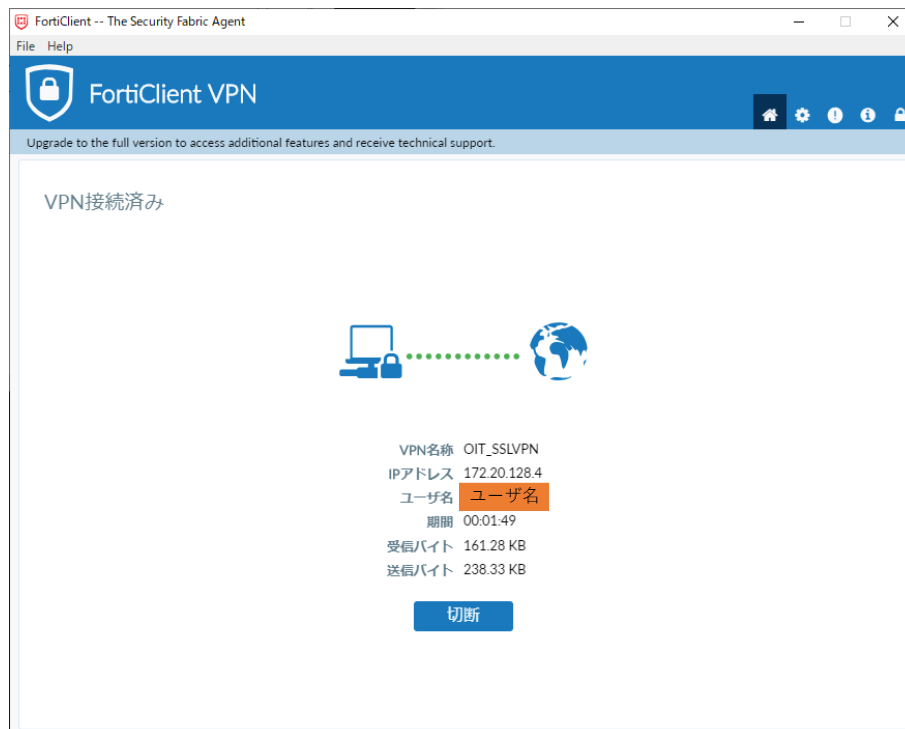 FortiClient -- The Security Fabric Agent
File Help
FortiClient VPN
Upgrade to the full version to access additional features and receive technical support.
VPN接続済み
VPN名称 OIT_SSLVPN
IPアドレス 172.20.128.4
ユーザ名 ユーザ名
期間 00:01:49
受信バイト 161.28 KB
送信バイト 238.33 KB
切断